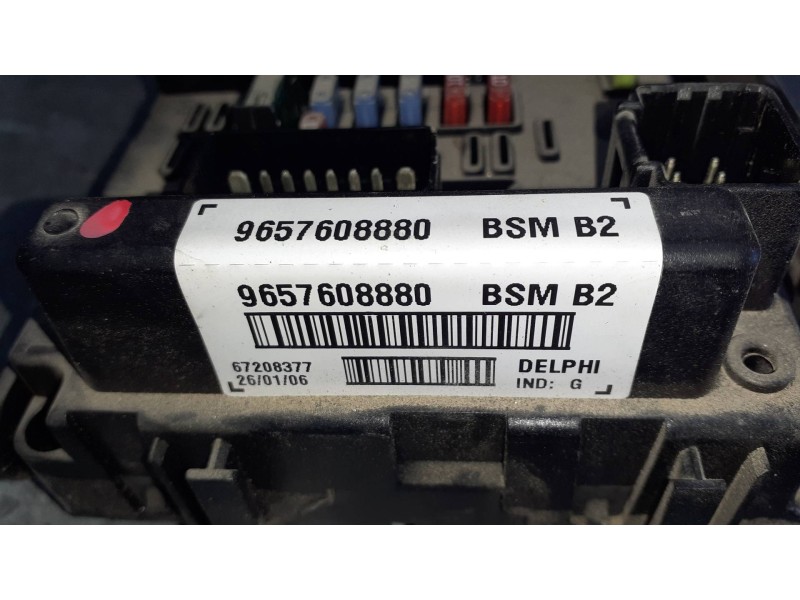 9657608880 BSM B2
9657608880 BSM B2
67208377 DELPHI
26/01/06 IND: G